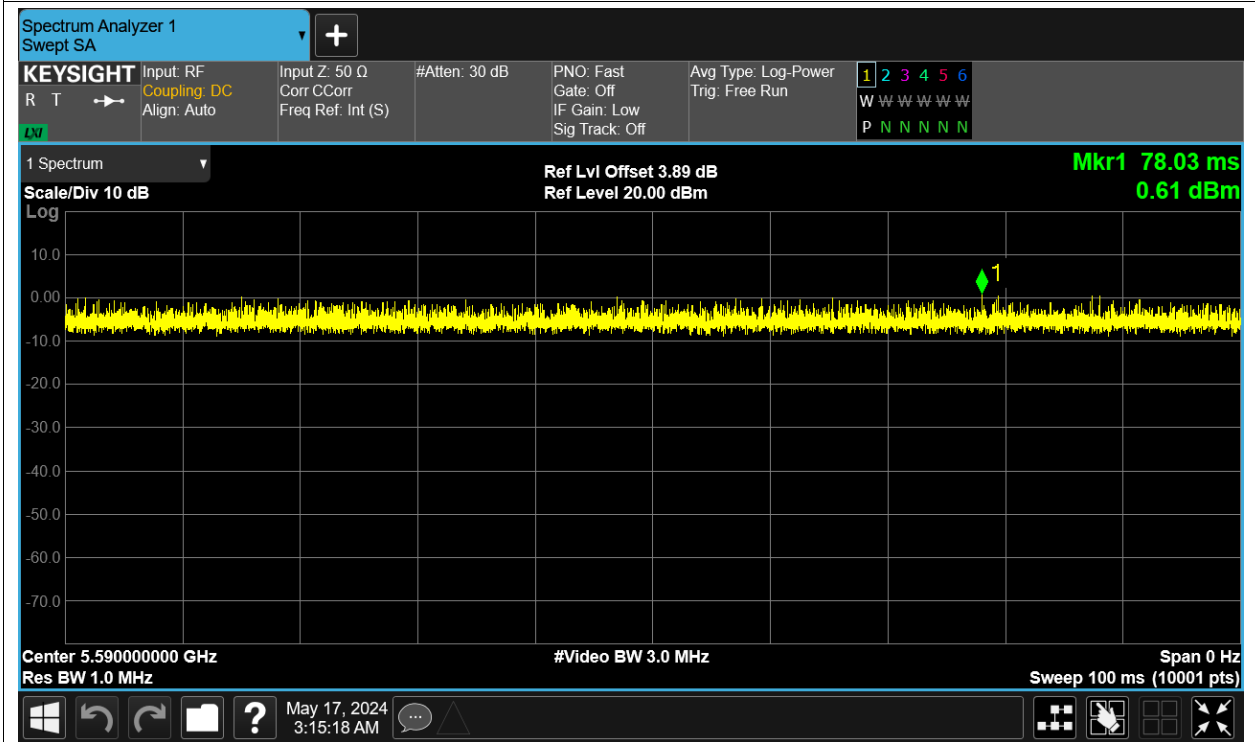 Spectrum Analyzer 1
Swept SA
KEYSIGHT
R T
LXI
Input: RF
Coupling: DC
Align: Auto
Input Z: 50 Ω
Corr CCorr
Freq Ref: Int (S)
#Atten: 30 dB
PNO: Fast
Gate: Off
IF Gain: Low
Sig Track: Off
Avg Type: Log-Power
Trig: Free Run
1 2 3 4 5 6
W W W W W W
P N N N N N
1 Spectrum
Scale/Div 10 dB
Log
Ref Lvl Offset 3.89 dB
Ref Level 20.00 dBm
Mkr1 78.03 ms
0.61 dBm
1
10.0
0.00
-10.0
-20.0
-30.0
-40.0
-50.0
-60.0
-70.0
Center 5.590000000 GHz
Res BW 1.0 MHz
#Video BW 3.0 MHz
Span 0 Hz
Sweep 100 ms (10001 pts)
?
May 17, 2024
3:15:18 AM